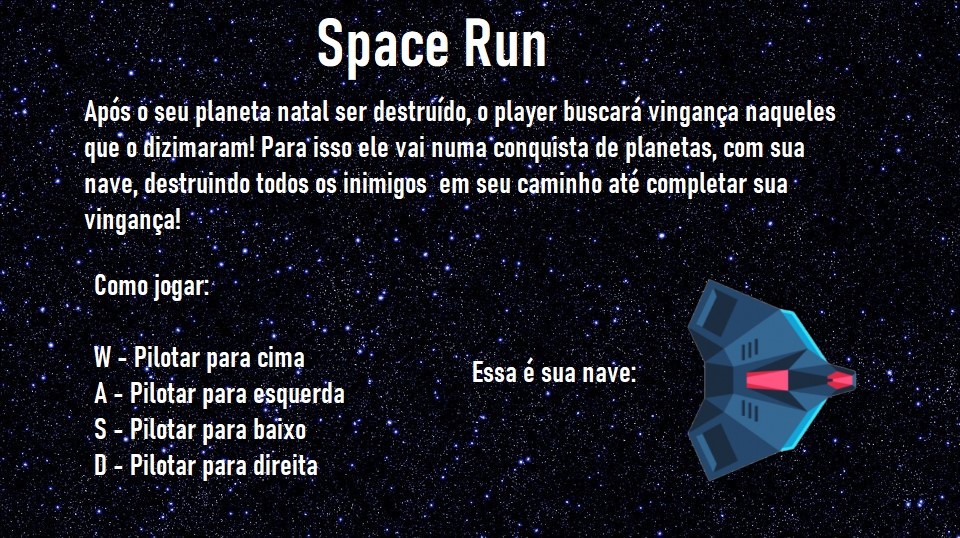 Space Run
Após o seu planeta natal ser destruído, o player buscará vingança naqueles
que o dizimaram! Para isso ele vai numa conquista de planetas, com sua
nave, destruindo todos os inimigos  em seu caminho até completar sua
vingança!
Como jogar:
W - Pilotar para cima
A - Pilotar para esquerda
S - Pilotar para baixo
D - Pilotar para direita
Essa é sua nave: